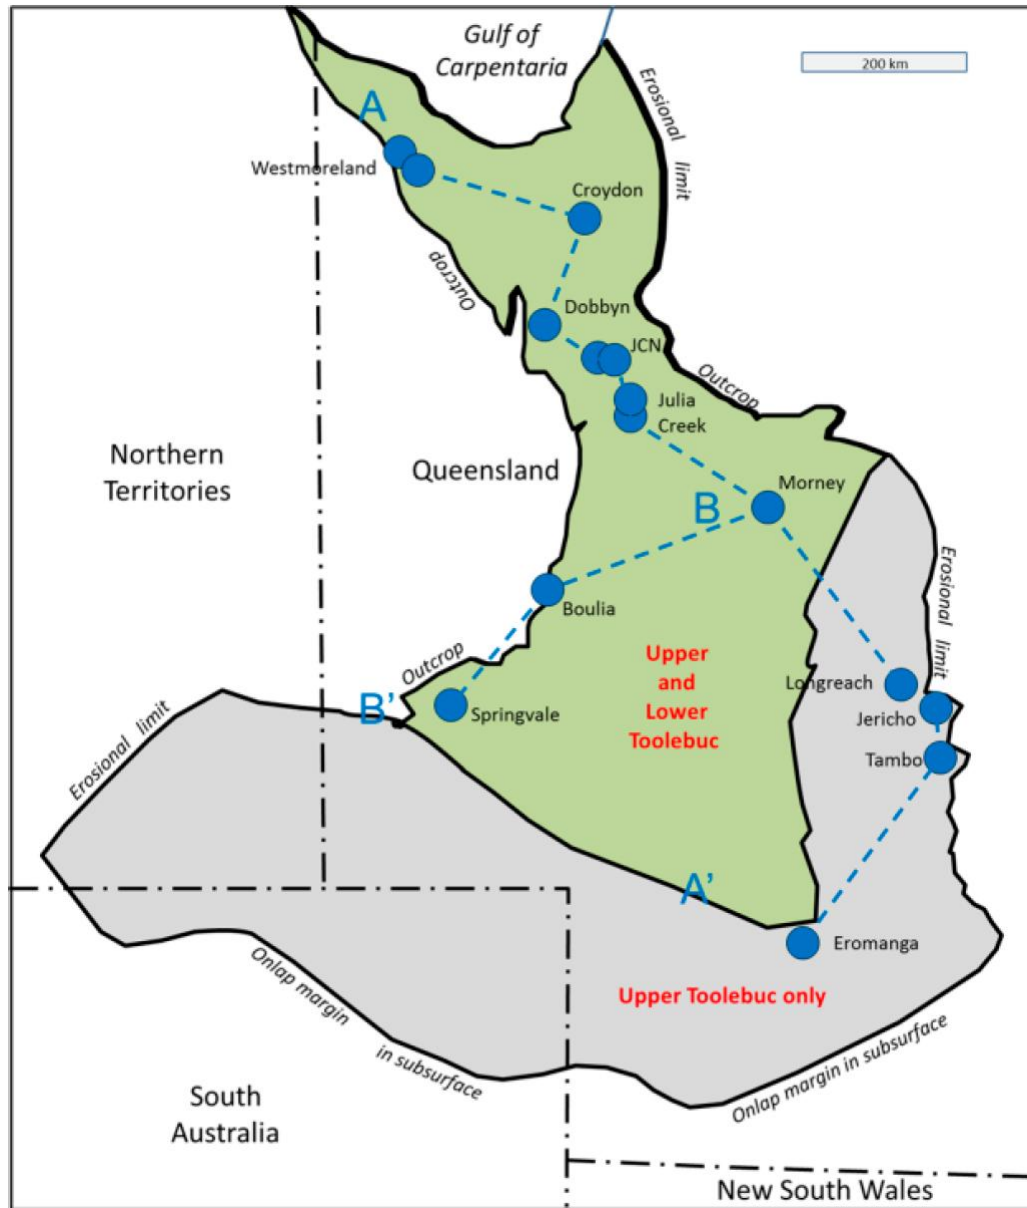 Gulf of
Carpentaria
200 km
Erosional limit
A
Westmoreland
Croydon
Outcrop
Dobbyn
JCN
Outcrop
Julia
Creek
Northern
Territories
Queensland
Morney
B
Erosional limit
Boulia
Outcrop
Upper
and
Lower
Toolebuc
Longreach
B'
Springvale
Jericho
Erosional limit
Tambo
A'
Eromanga
Onlap margin
in subsurface
Upper Toolebuc only
Onlap margin in subsurface
South
Australia
New South Wales